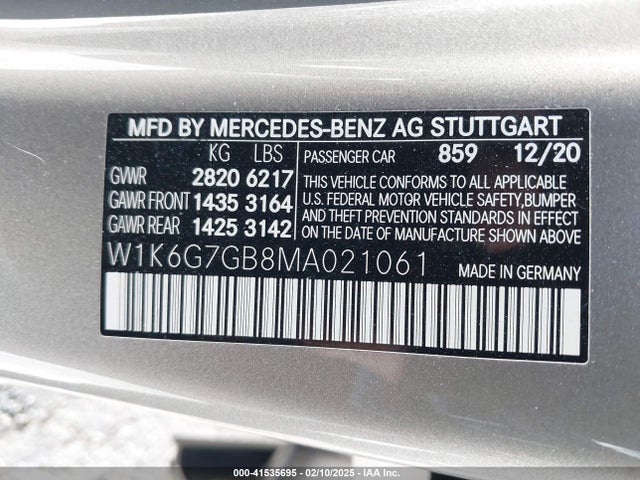 MFD BY MERCEDES-BENZ AG STUTTGART
KG LBS
GVWR 2820 6217
GAWR FRONT 1435 3164
GAWR REAR 1425 3142
PASSENGER CAR 859 12/20
THIS VEHICLE CONFORMS TO ALL APPLICABLE
U.S. FEDERAL MOTOR VEHICLE SAFETY,BUMPER
AND THEFT PREVENTION STANDARDS IN EFFECT
ON THE DATE OF MANUFACTURE SHOWN ABOVE
W1K6G7GB8MA021061
MADE IN GERMANY
000-41535695 - 02/10/2025 - IAAI.COM